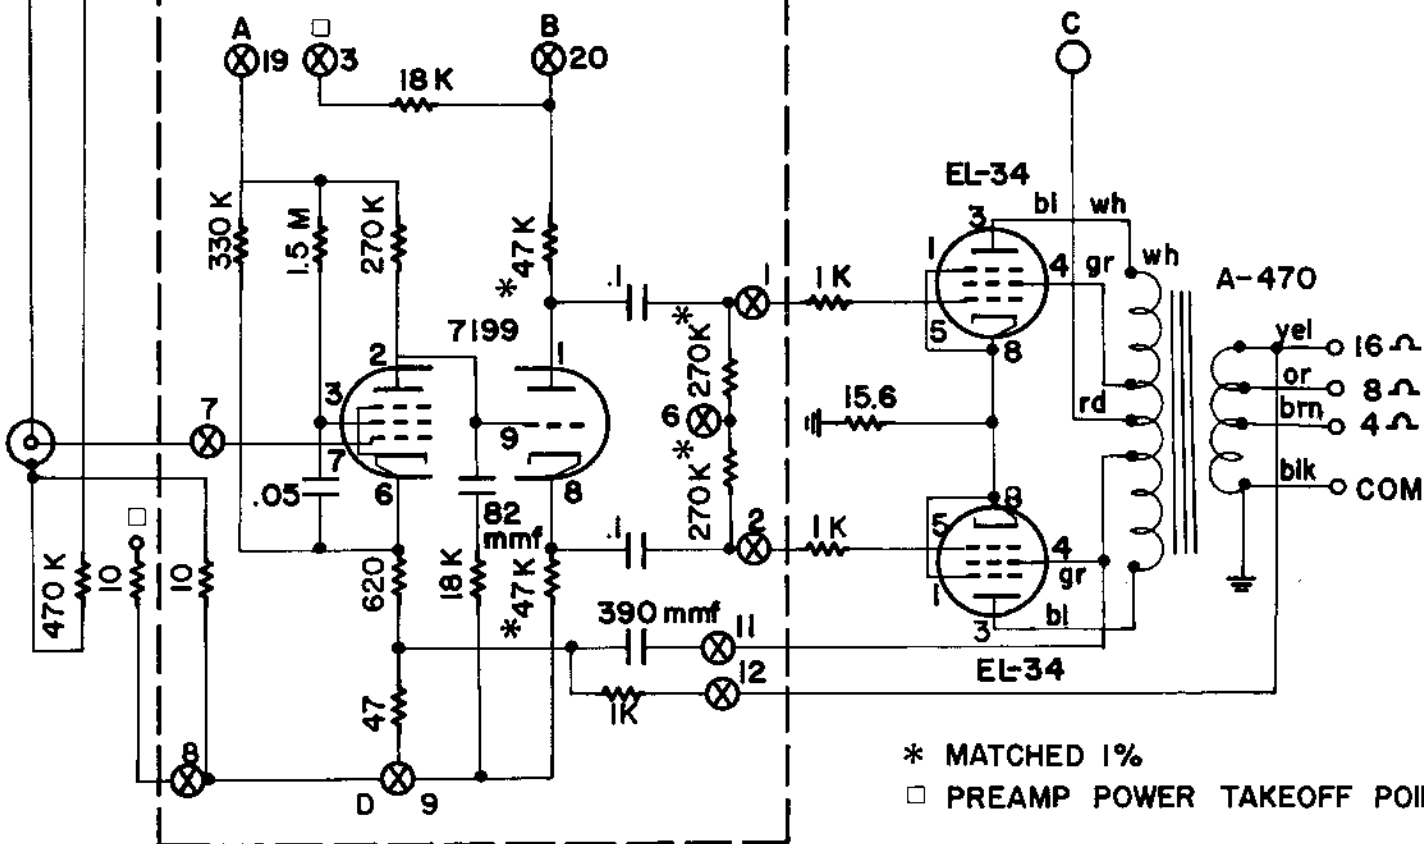 A
□
B
C
19
3
20
18 K
EL-34
3
bl
wh
330 K
1.5 M
270K
47 K
*
.1
1
1 K
1
4
gr
wh
A-470
7199
5
8
2
1
270K
*
15.6
yel
16 Ω
3
6
rd
or
8 Ω
7
9
brn
4 Ω
7
6
8
.05
82
mmf
270K
*
blk
COM
□
.1
2
1 K
5
8
4
gr
1
3
bl
470 K
10
10
620
18 K
*47 K
390 mmf
11
EL-34
12
1K
47
8
D
9
* MATCHED 1%
□ PREAMP POWER TAKEOFF